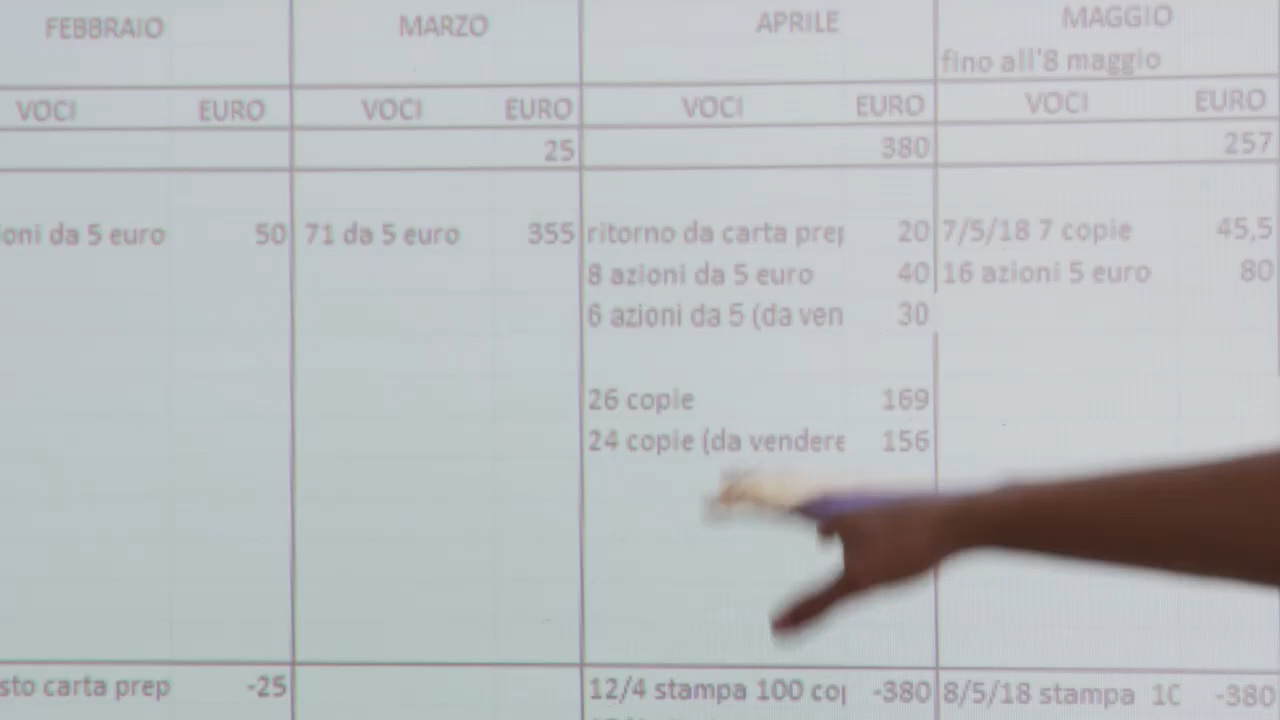 FEBBRAIO MARZO APRILE MAGGIO
fino all'8 maggio
VOCI EURO VOCI EURO VOCI EURO VOCI EURO
25 380 257
oni da 5 euro 50 71 da 5 euro 355 ritorno da carta prep 20 7/5/18 7 copie 45,5
8 azioni da 5 euro 40 16 azioni 5 euro 80
6 azioni da 5 (da ven 30
26 copie 169
24 copie (da vendere 156
sto carta prep -25 12/4 stampa 100 cop -380 8/5/18 stampa 10 -380